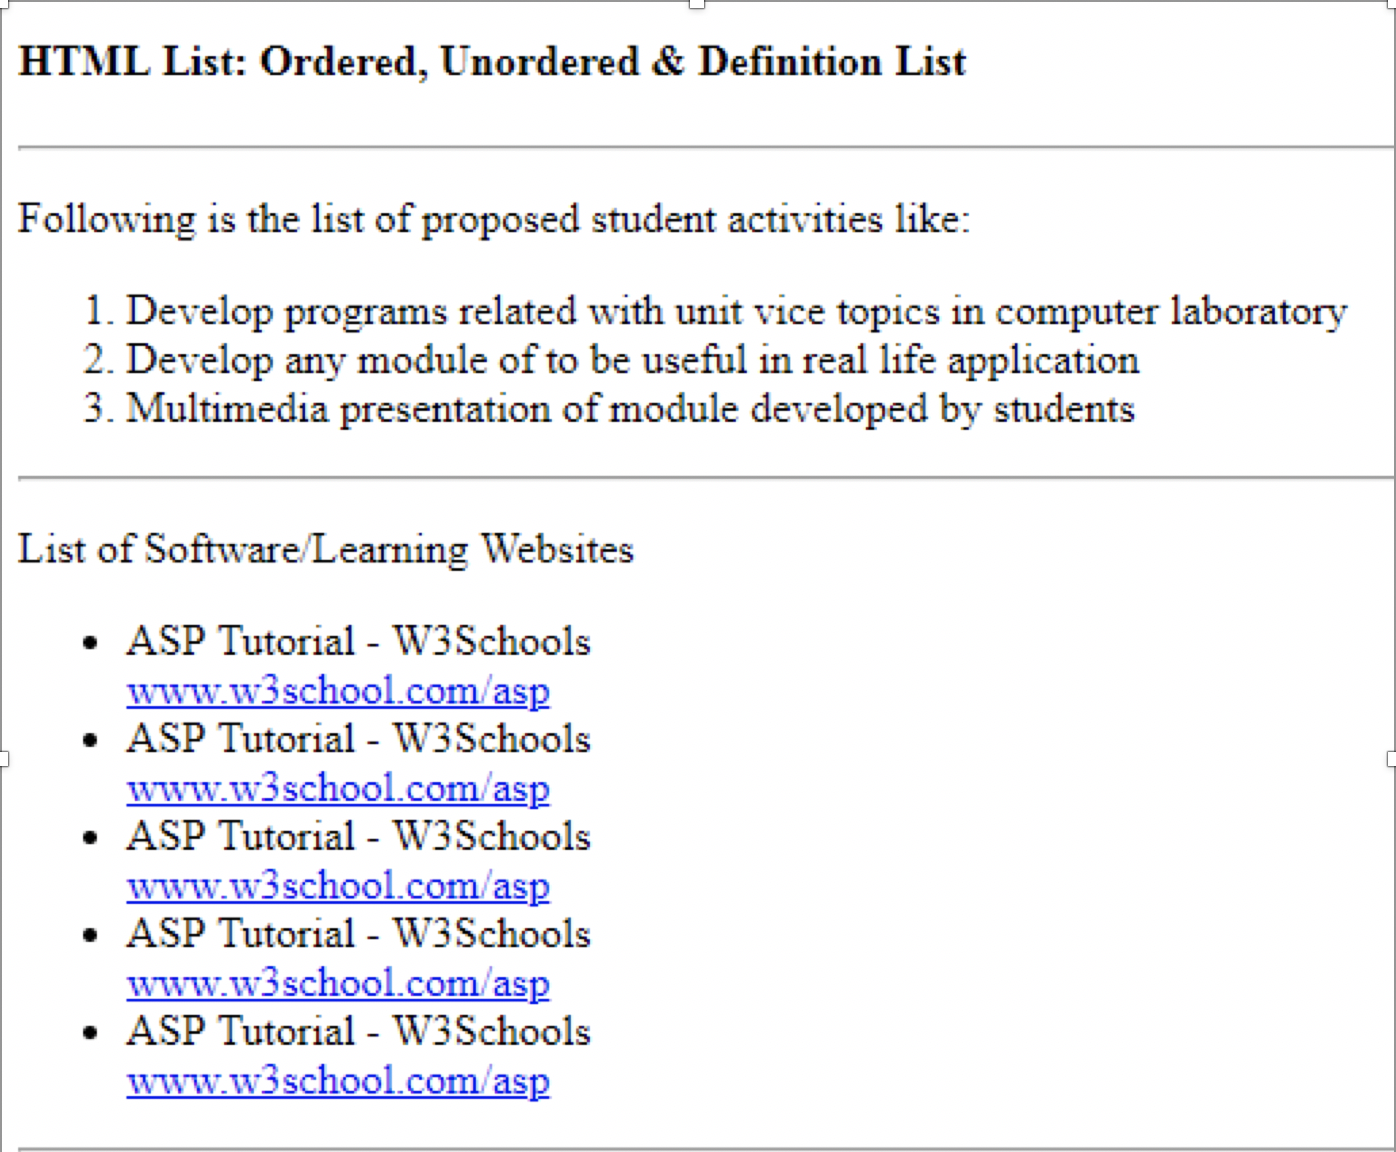 HTML List: Ordered, Unordered & Definition List
Following is the list of proposed student activities like:
1. Develop programs related with unit vice topics in computer laboratory
2. Develop any module of to be useful in real life application
3. Multimedia presentation of module developed by students
List of Software/Learning Websites
• ASP Tutorial - W3Schools
www.w3school.com/asp
• ASP Tutorial - W3Schools
www.w3school.com/asp
• ASP Tutorial - W3Schools
www.w3school.com/asp
• ASP Tutorial - W3Schools
www.w3school.com/asp
• ASP Tutorial - W3Schools
www.w3school.com/asp